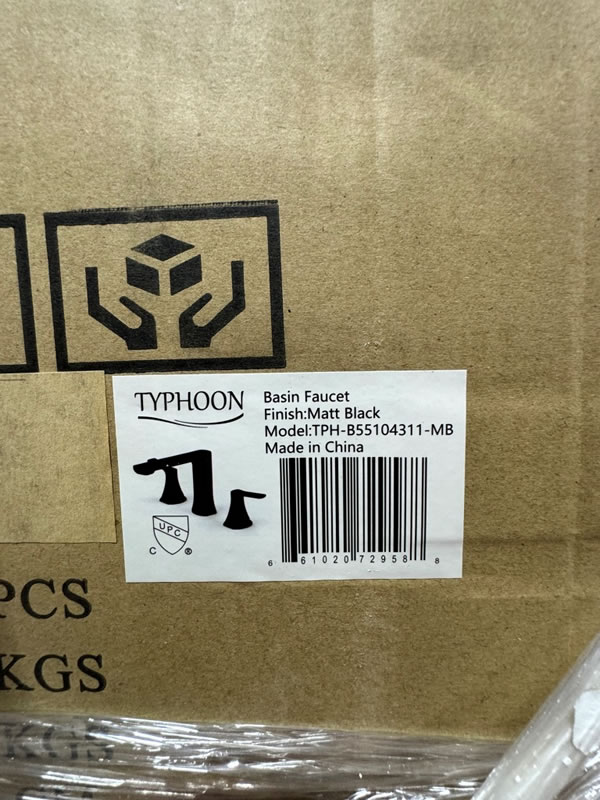 TYPHOON
Basin Faucet
Finish:Matt Black
Model:TPH-B55104311-MB
Made in China
UPC
C ®
6 61020 72958 8
PCS
KGS
KGS